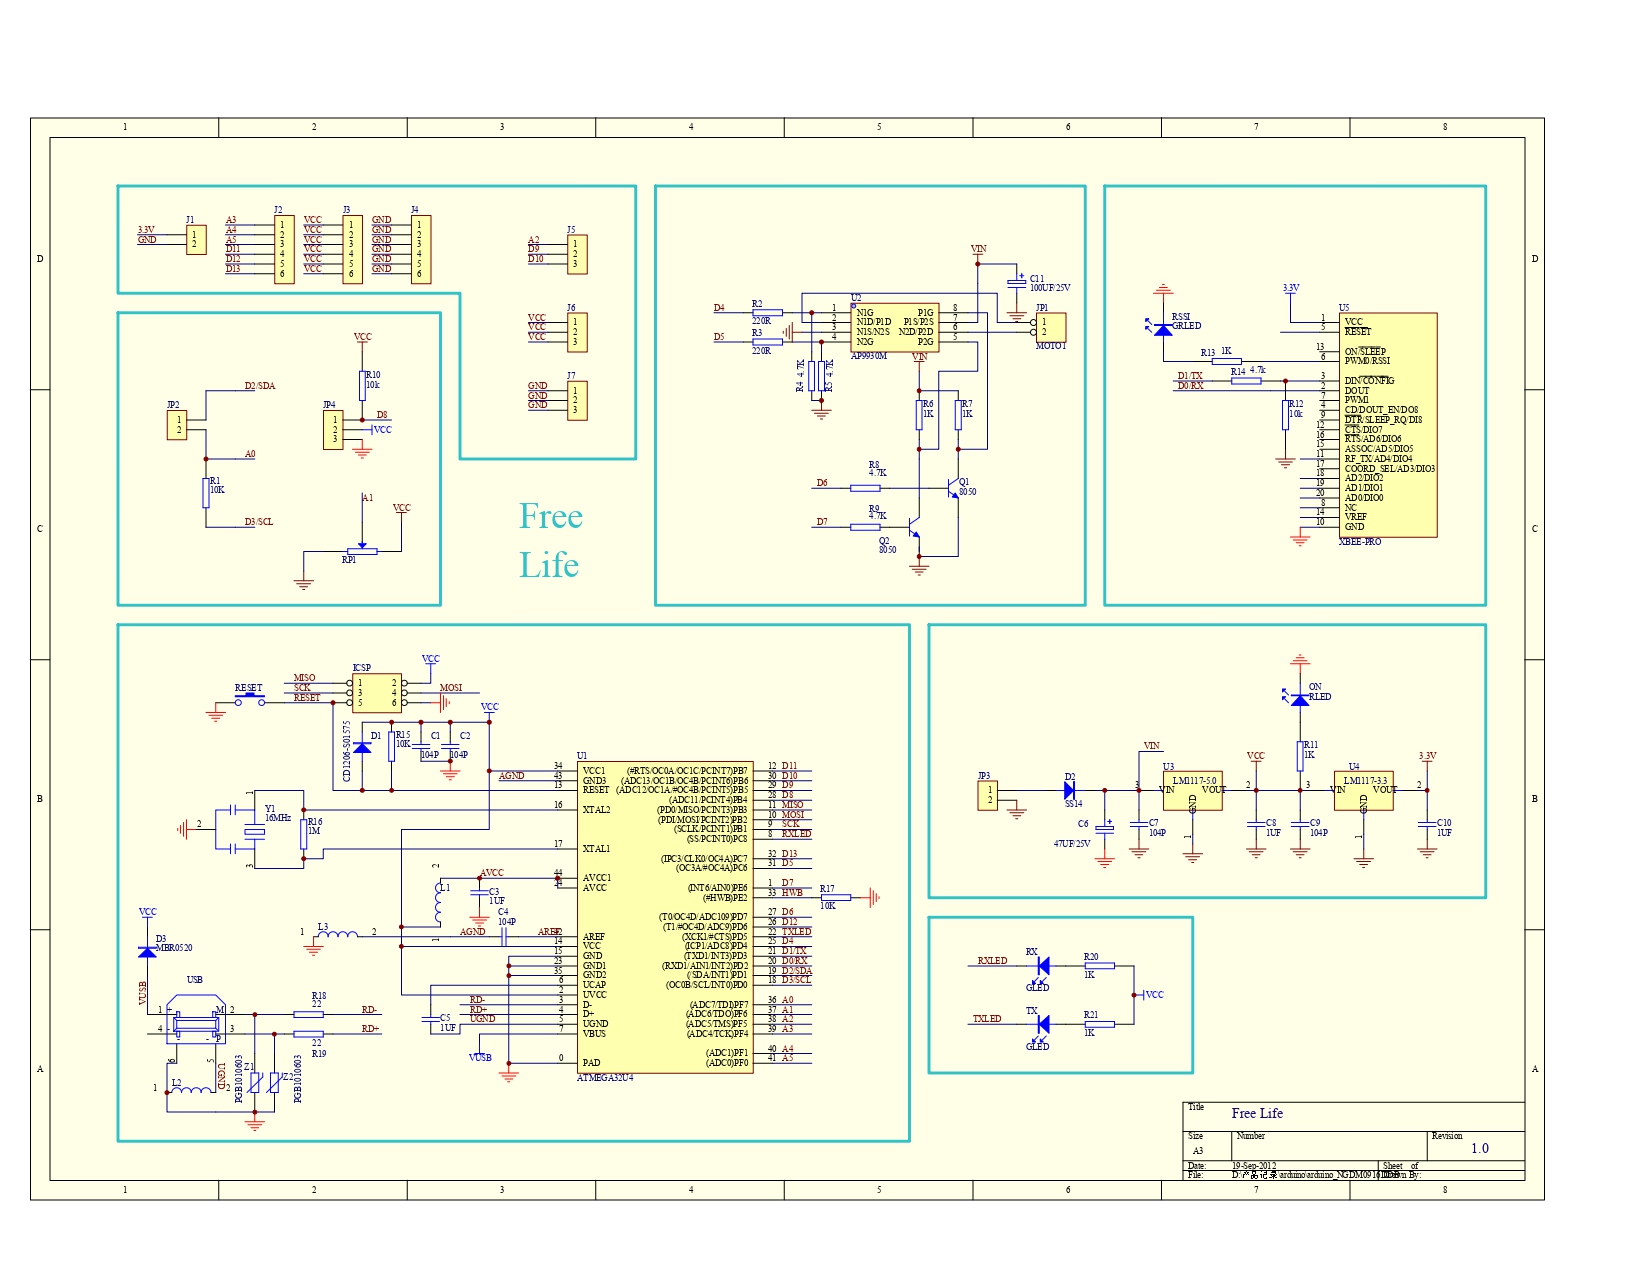 1 2 3 4 5 6 7 8
D
D
C
C
B
B
A
A
J1
3.3V 1
GND 2
J2
A3 1
A4 2
A5 3
D11 4
D12 5
D13 6
J3
VCC 1
VCC 2
VCC 3
VCC 4
VCC 5
VCC 6
J4
GND 1
GND 2
GND 3
GND 4
GND 5
GND 6
J5
A2 1
D9 2
D10 3
J6
VCC 1
VCC 2
VCC 3
J7
GND 1
GND 2
GND 3
D2/SDA
JP2
1
2
A0
R1
10K
D3/SCL
VCC
R10
10k
JP4
1 D8
2 VCC
3
A1
VCC
RP1
Free
Life
VIN
C11
100UF/25V
U2
D4 R2 220R
D5 R3 220R
1 N1G P1G 8
2 N1D/P1D P1S/P2S 7
3 N1S/N2S N2D/P2D 6
4 N2G P2G 5
AP9930M
JP1
1
2
MOTO1
R4 4.7K
R5 4.7K
VIN
R6
1K
R7
1K
D6 R8 4.7K
Q1
8050
D7 R9 4.7K
Q2
8050
RSSI
GRLED
3.3V
U5
R13 1K
D1/TX R14 4.7k
D0/RX
R12
10k
1 VCC
5 RESET
13 ON/SLEEP
6 PWM0/RSSI
3 DIN/CONFIG
2 DOUT
7 PWM1
4 CD/DOUT_EN/DO8
9 DTR/SLEEP_RQ/DI8
12 CTS/DIO7
16 RTS/AD6/DIO6
15 ASSOC/AD5/DIO5
11 RF_TX/AD4/DIO4
17 COORD_SEL/AD3/DIO3
18 AD2/DIO2
19 AD1/DIO1
20 AD0/DIO0
8 NC
14 VREF
10 GND
XBEE-PRO
ICSP
VCC
MISO 1 2
SCK 3 4 MOSI
RESET 5 6
RESET
VCC
CD1206-S01575
D1
R15
10K
C1
104P
C2
104P
AGND
Y1
16MHz
1
2
3
R16
1M
U1
34 VCC1
43 GND3
13 RESET
16 XTAL2
17 XTAL1
44 AVCC1
24 AVCC
AREF
14 VCC
15 GND
23 GND1
35 GND2
6 UCAP
2 UVCC
3 D-
4 D+
5 UGND
7 VBUS
0 PAD
(#RTS/OC0A/OC1C/PCINT7)PB7 12 D11
(ADC13/OC1B/OC4B/PCINT6)PB6 30 D10
(ADC12/OC1A/#OC4B/PCINT5)PB5 29 D9
(ADC11/PCINT4)PB4 28 D8
(PD0/MISO/PCINT3)PB3 11 MISO
(PDI/MOSI/PCINT2)PB2 10 MOSI
(SCLK/PCINT1)PB1 9 SCK
(SS/PCINT0)PC8 8 RXLED
(IPC3/CLK0/OC4A)PC7 32 D13
(OC3A/#OC4A)PC6 31 D5
(INT6/AIN0)PE6 1 D7
(#HWB)PE2 33 HWB
R17
10K
(T0/OC4D/ADC109)PD7 27 D6
(T1/#OC4D/ADC9)PD6 26 D12
(XCK1/#CTS)PD5 22 TXLED
(ICP1/ADC8)PD4 25 D4
(TXD1/INT3)PD3 21 D1/TX
(RXD1/AIN1/INT2)PD2 20 D0/RX
(SDA/INT1)PD1 19 D2/SDA
(OC0B/SCL/INT0)PD0 18 D3/SCL
(ADC7/TD1)PF7 36 A0
(ADC6/TDO)PF6 37 A1
(ADC5/TMS)PF5 38 A2
(ADC4/TCK)PF4 39 A3
(ADC1)PF1 40 A4
(ADC0)PF0 41 A5
ATMEGA32U4
AVCC
L1
1
2
C3
1UF
C4
104P
AGND AREF
L3
1 2
RD-
RD+
UGND
C5
1UF
VUSB
VCC
D3
MBR0520
VUSB
USB
1 + M 2
4 - - P 3
6 5
UGND
R18
22
RD-
RD+
22
R19
L2
1 2
Z1
PGB1010603
Z2
PGB1010603
ON
RLED
R11
1K
VIN
JP3
1
2
D2
SS14
C6
47UF/25V
C7
104P
U3
LM1117-5.0
3 VIN VOUT 2
GND
1
VCC
C8
1UF
C9
104P
U4
LM1117-3.3
3 VIN VOUT 2
GND
1
3.3V
C10
1UF
RXLED RX R20
GLED 1K
VCC
TXLED TX R21
GLED 1K
Title
Free Life
Size Number Revision
A3 1.0
Date: 19-Sep-2012 Sheet of
File:
1 2 3 4 5 6 7 8